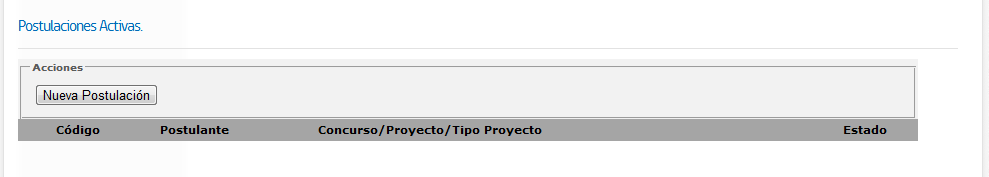 Postulaciones Activas.
Acciones
Nueva Postulación
Código Postulante Concurso/Proyecto/Tipo Proyecto Estado